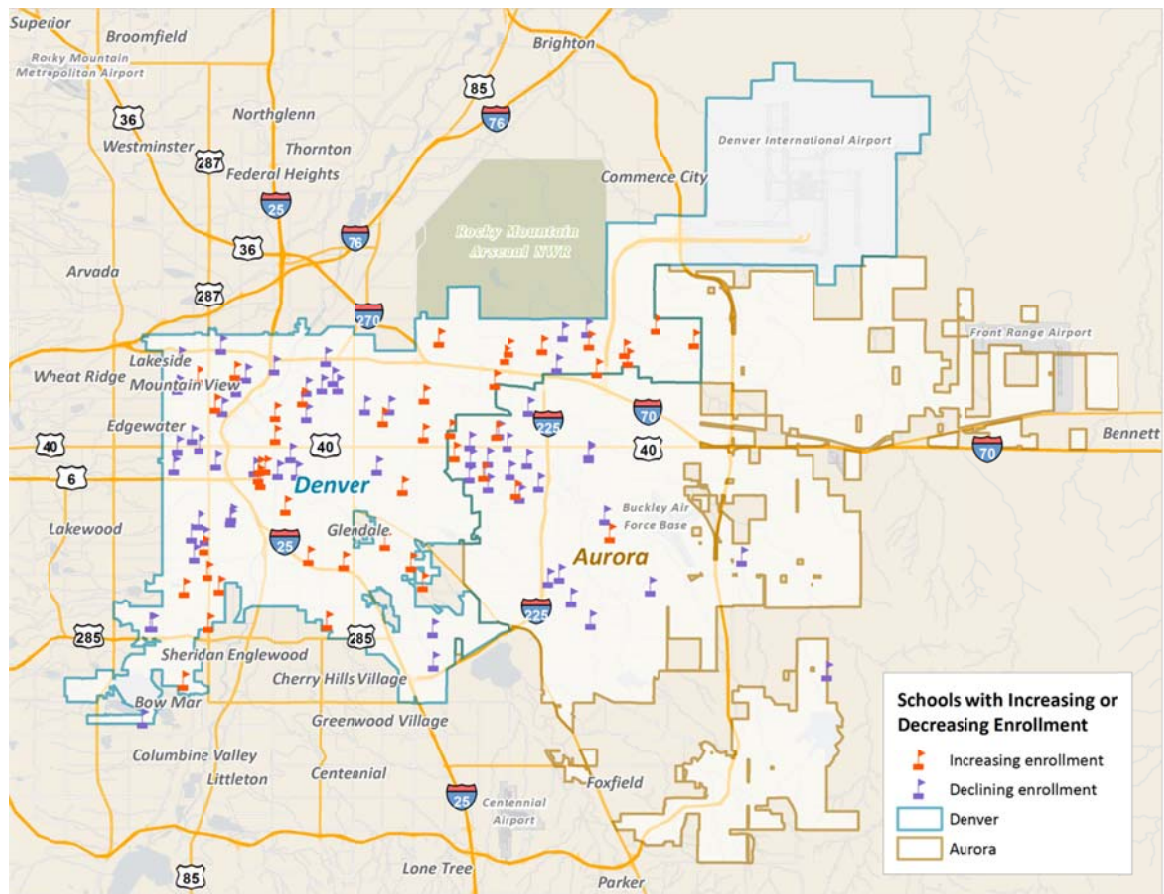 Superior
Broomfield
Rocky Mountain
Metropolitan Airport
Brighton
85
76
36
Northglenn
Westminster
287
Thornton
Federal Heights
Denver International Airport
Commerce City
25
36
76
Rocky Mountain
Arsenal NWR
Arvada
287
270
Front Range Airport
Lakeside
Wheat Ridge
Mountain View
Edgewater
225
70
40
40
40
70
Bennett
6
Denver
Buckley Air
Force Base
Lakewood
Glendale
25
Aurora
225
285
285
Sheridan Englewood
Cherry Hills Village
Bow Mar
Greenwood Village
Columbine Valley
Littleton
Centennial
Foxfield
25
Centennial
Airport
85
Lone Tree
Parker
Schools with Increasing or
Decreasing Enrollment
Increasing enrollment
Declining enrollment
Denver
Aurora